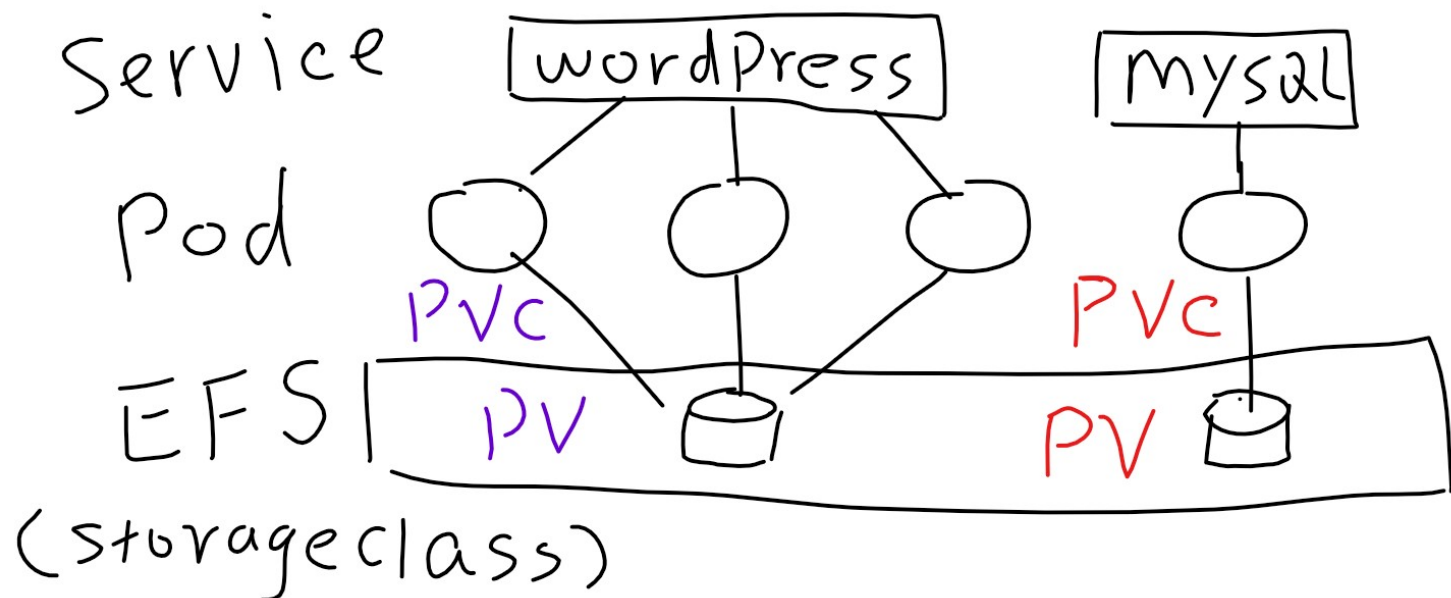 Service wordPress MysQL
Pod
PVC PVC
EFS PV PV
(storageclass)